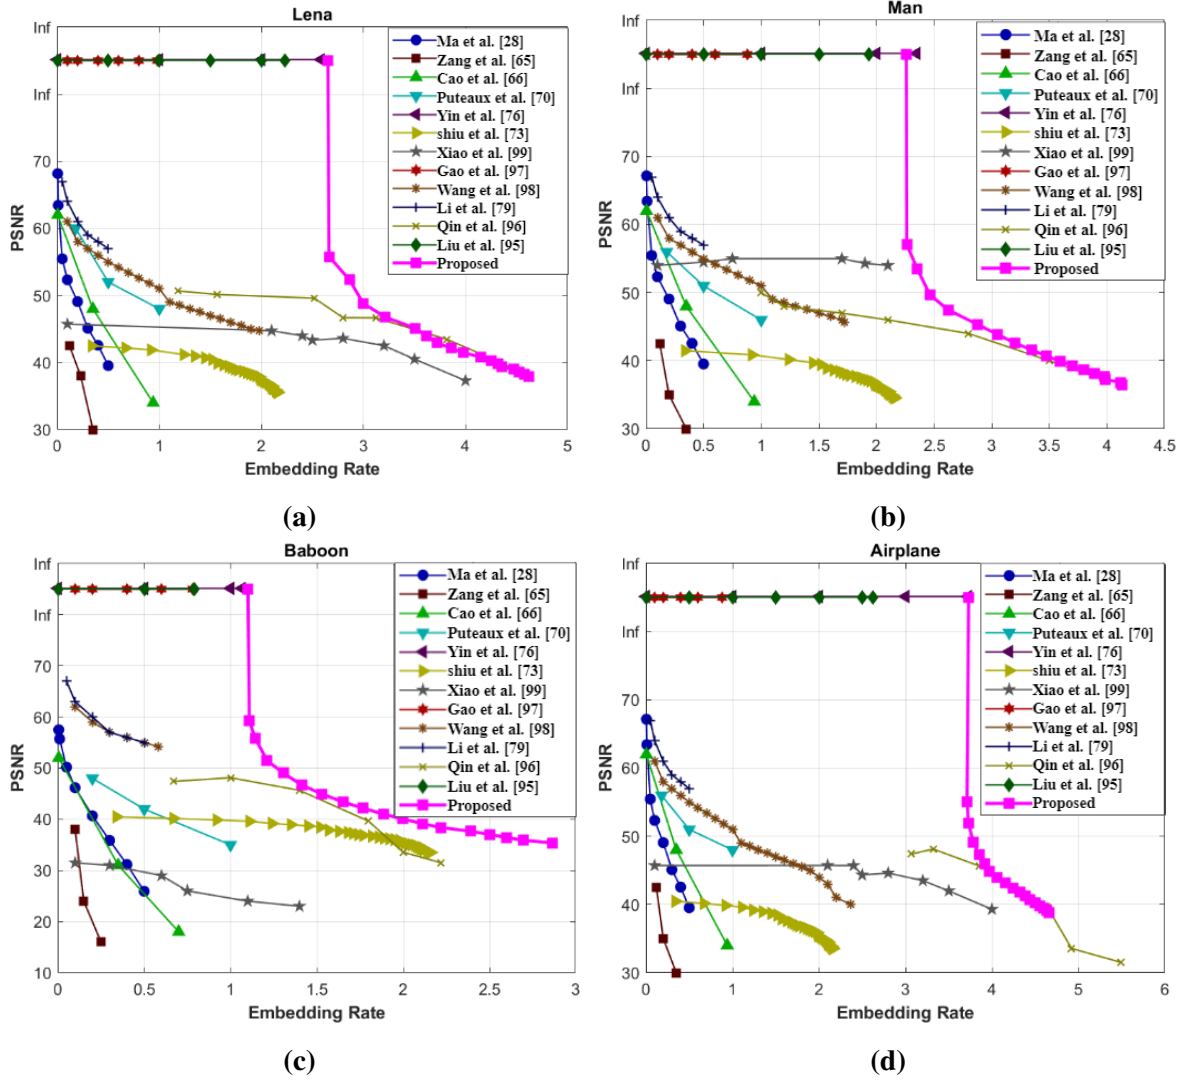 Lena
Inf
Inf
70
60
50
40
30
PSNR
0
1
2
3
4
5
Embedding Rate
Ma et al. [28]
Zang et al. [65]
Cao et al. [66]
Puteaux et al. [70]
Yin et al. [76]
shiu et al. [73]
Xiao et al. [99]
Gao et al. [97]
Wang et al. [98]
Li et al. [79]
Qin et al. [96]
Liu et al. [95]
Proposed
(a)
Man
Inf
Inf
70
60
50
40
30
PSNR
0
0.5
1
1.5
2
2.5
3
3.5
4
4.5
Embedding Rate
Ma et al. [28]
Zang et al. [65]
Cao et al. [66]
Puteaux et al. [70]
Yin et al. [76]
shiu et al. [73]
Xiao et al. [99]
Gao et al. [97]
Wang et al. [98]
Li et al. [79]
Qin et al. [96]
Liu et al. [95]
Proposed
(b)
Baboon
Inf
Inf
70
60
50
40
30
20
10
PSNR
0
0.5
1
1.5
2
2.5
3
Embedding Rate
Ma et al. [28]
Zang et al. [65]
Cao et al. [66]
Puteaux et al. [70]
Yin et al. [76]
shiu et al. [73]
Xiao et al. [99]
Gao et al. [97]
Wang et al. [98]
Li et al. [79]
Qin et al. [96]
Liu et al. [95]
Proposed
(c)
Airplane
Inf
Inf
70
60
50
40
30
PSNR
0
1
2
3
4
5
6
Embedding Rate
Ma et al. [28]
Zang et al. [65]
Cao et al. [66]
Puteaux et al. [70]
Yin et al. [76]
shiu et al. [73]
Xiao et al. [99]
Gao et al. [97]
Wang et al. [98]
Li et al. [79]
Qin et al. [96]
Liu et al. [95]
Proposed
(d)